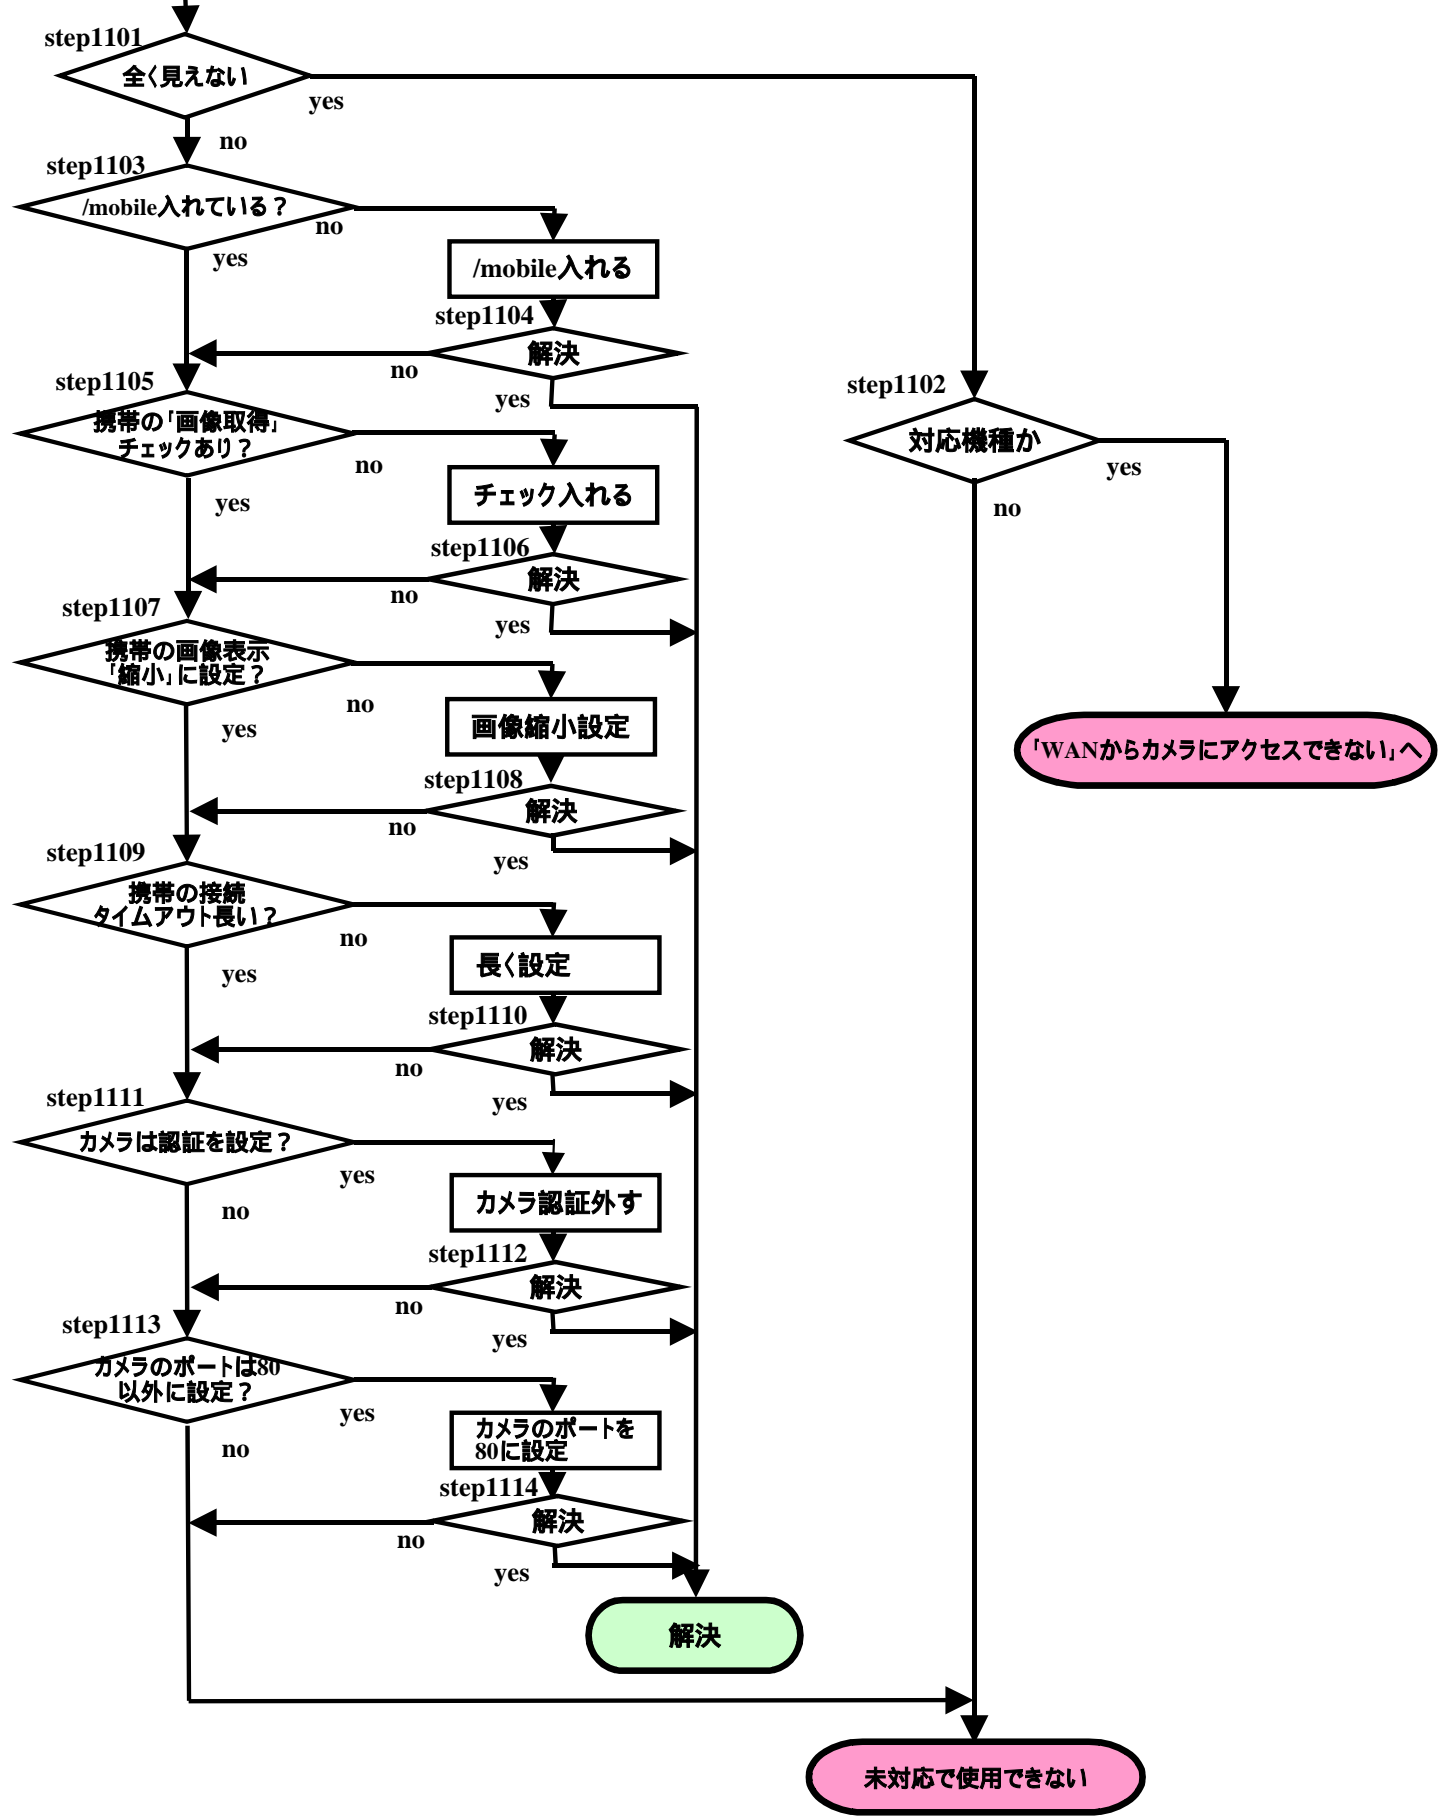 step1101
全く見えない
yes
no
step1103
/mobile入れている？
no
yes
/mobile入れる
step1104
解決
no
yes
step1105
携帯の「画像取得」
チェックあり？
no
yes
チェック入れる
step1106
解決
no
yes
step1102
対応機種か
yes
no
step1107
携帯の画像表示
「縮小」に設定？
no
yes
画像縮小設定
step1108
解決
no
yes
「WANからカメラにアクセスできない」へ
step1109
携帯の接続
タイムアウト長い？
no
yes
長く設定
step1110
解決
no
yes
step1111
カメラは認証を設定？
yes
no
カメラ認証外す
step1112
解決
no
yes
step1113
カメラのポートは80
以外に設定？
yes
no
カメラのポートを
80に設定
step1114
解決
no
yes
解決
未対応で使用できない